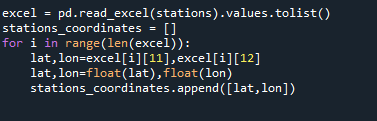 excel = pd.read_excel(stations).values.tolist()
stations_coordinates = []
for i in range(len(excel)):
    lat,lon=excel[i][11],excel[i][12]
    lat,lon=float(lat),float(lon)
    stations_coordinates.append([lat,lon])